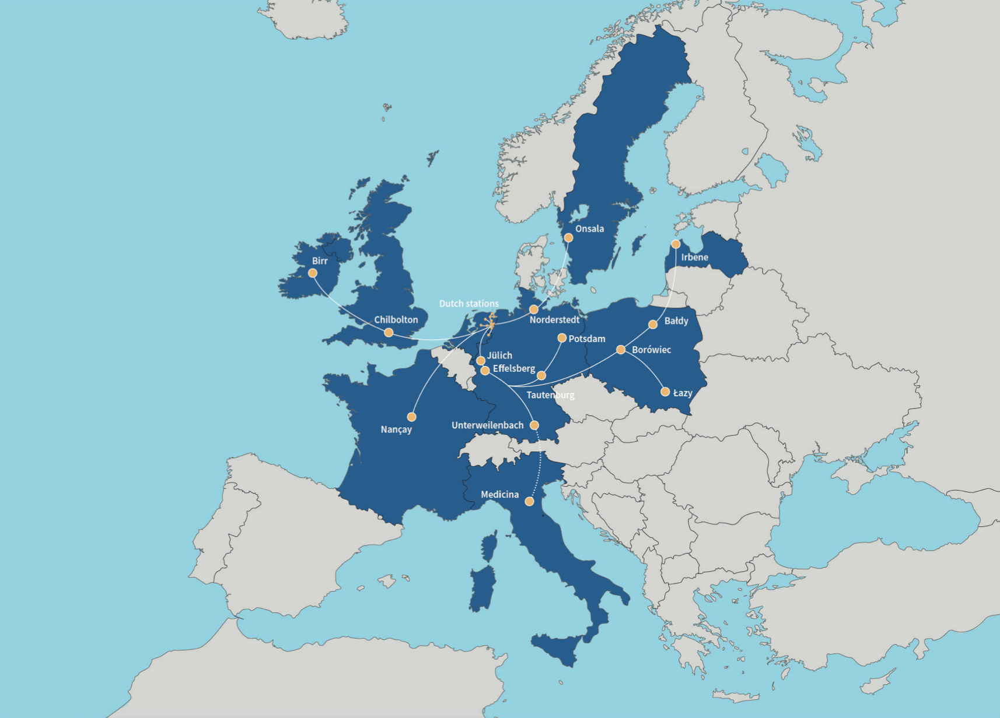 Onsala
Irbene
Birr
Dutch stations
Chilbolton
Norderstedt
Bałdy
Potsdam
Borówiec
Jülich
Effelsberg
Tautenburg
Łazy
Nançay
Unterweilenbach
Medicina